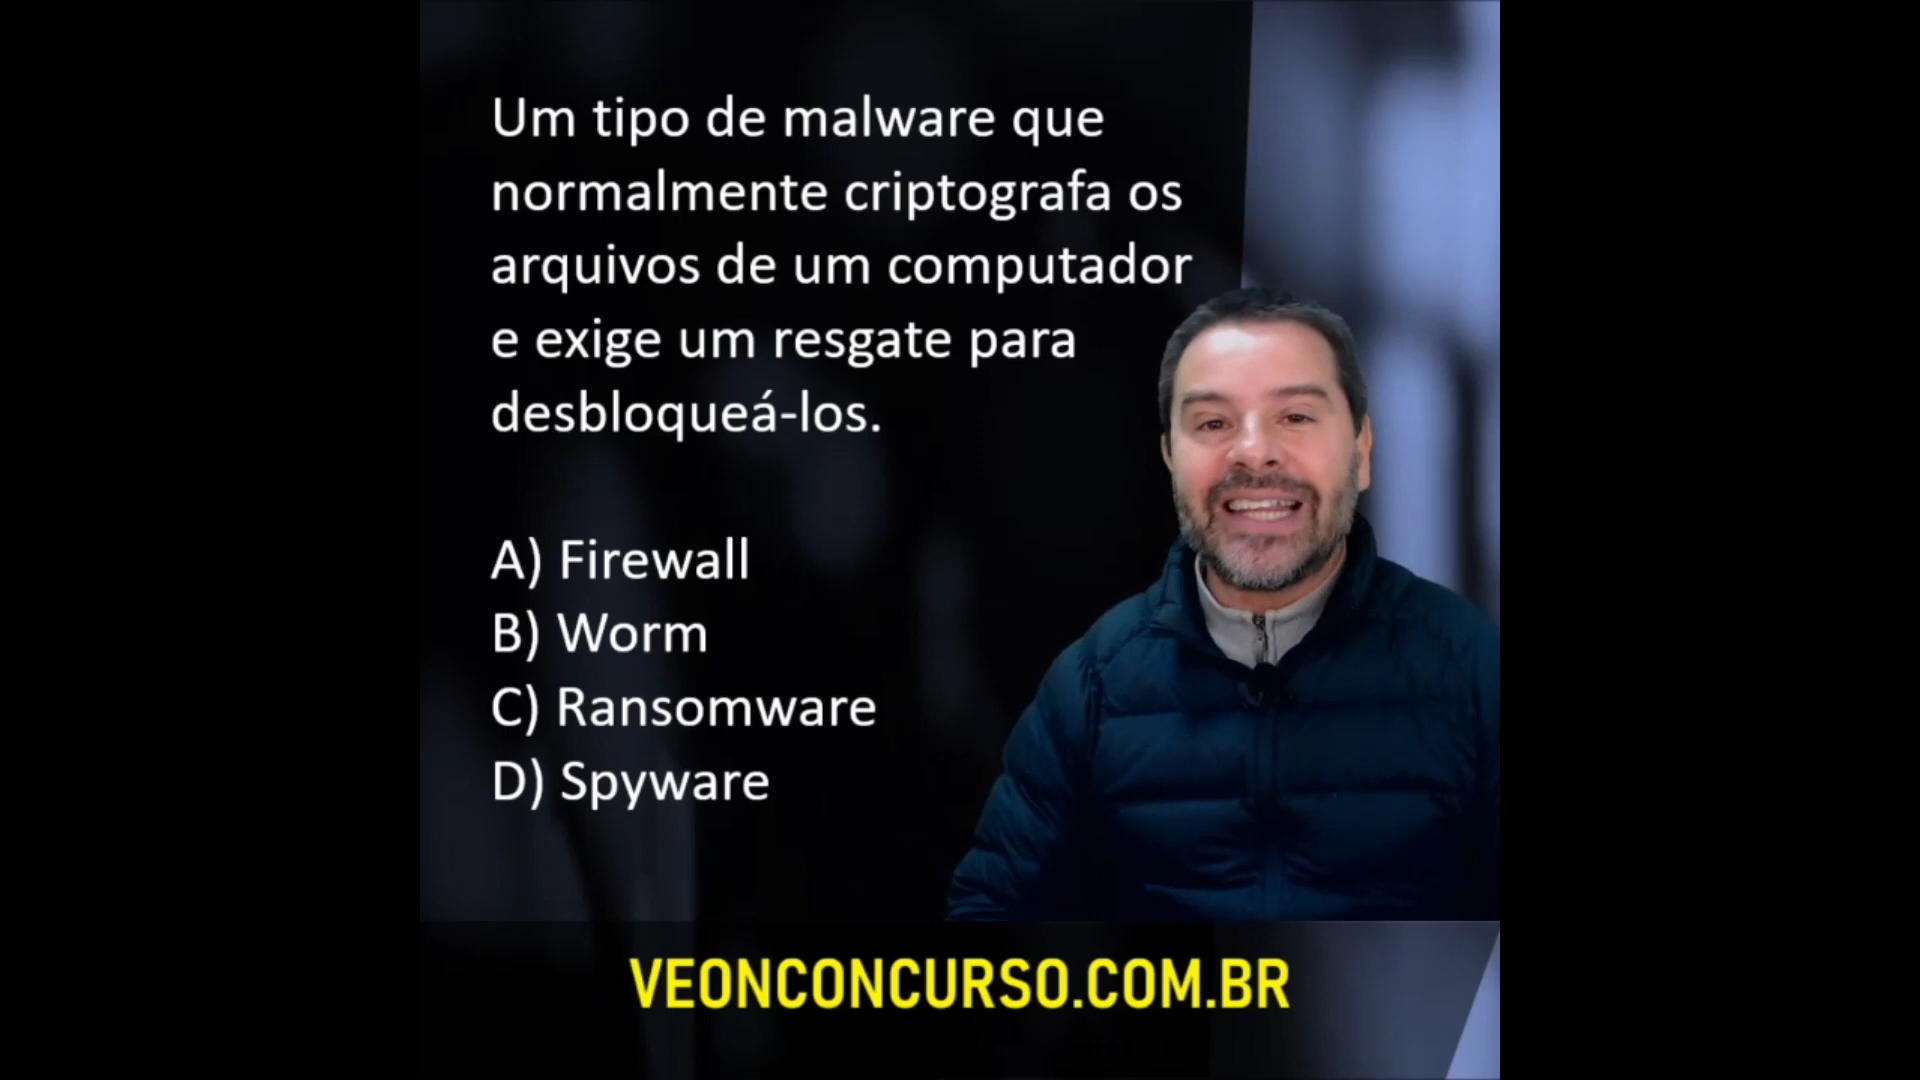 Um tipo de malware que
normalmente criptografa os
arquivos de um computador
e exige um resgate para
desbloqueá-los.
A) Firewall
B) Worm
C) Ransomware
D) Spyware
VEONCONCURSO.COM.BR